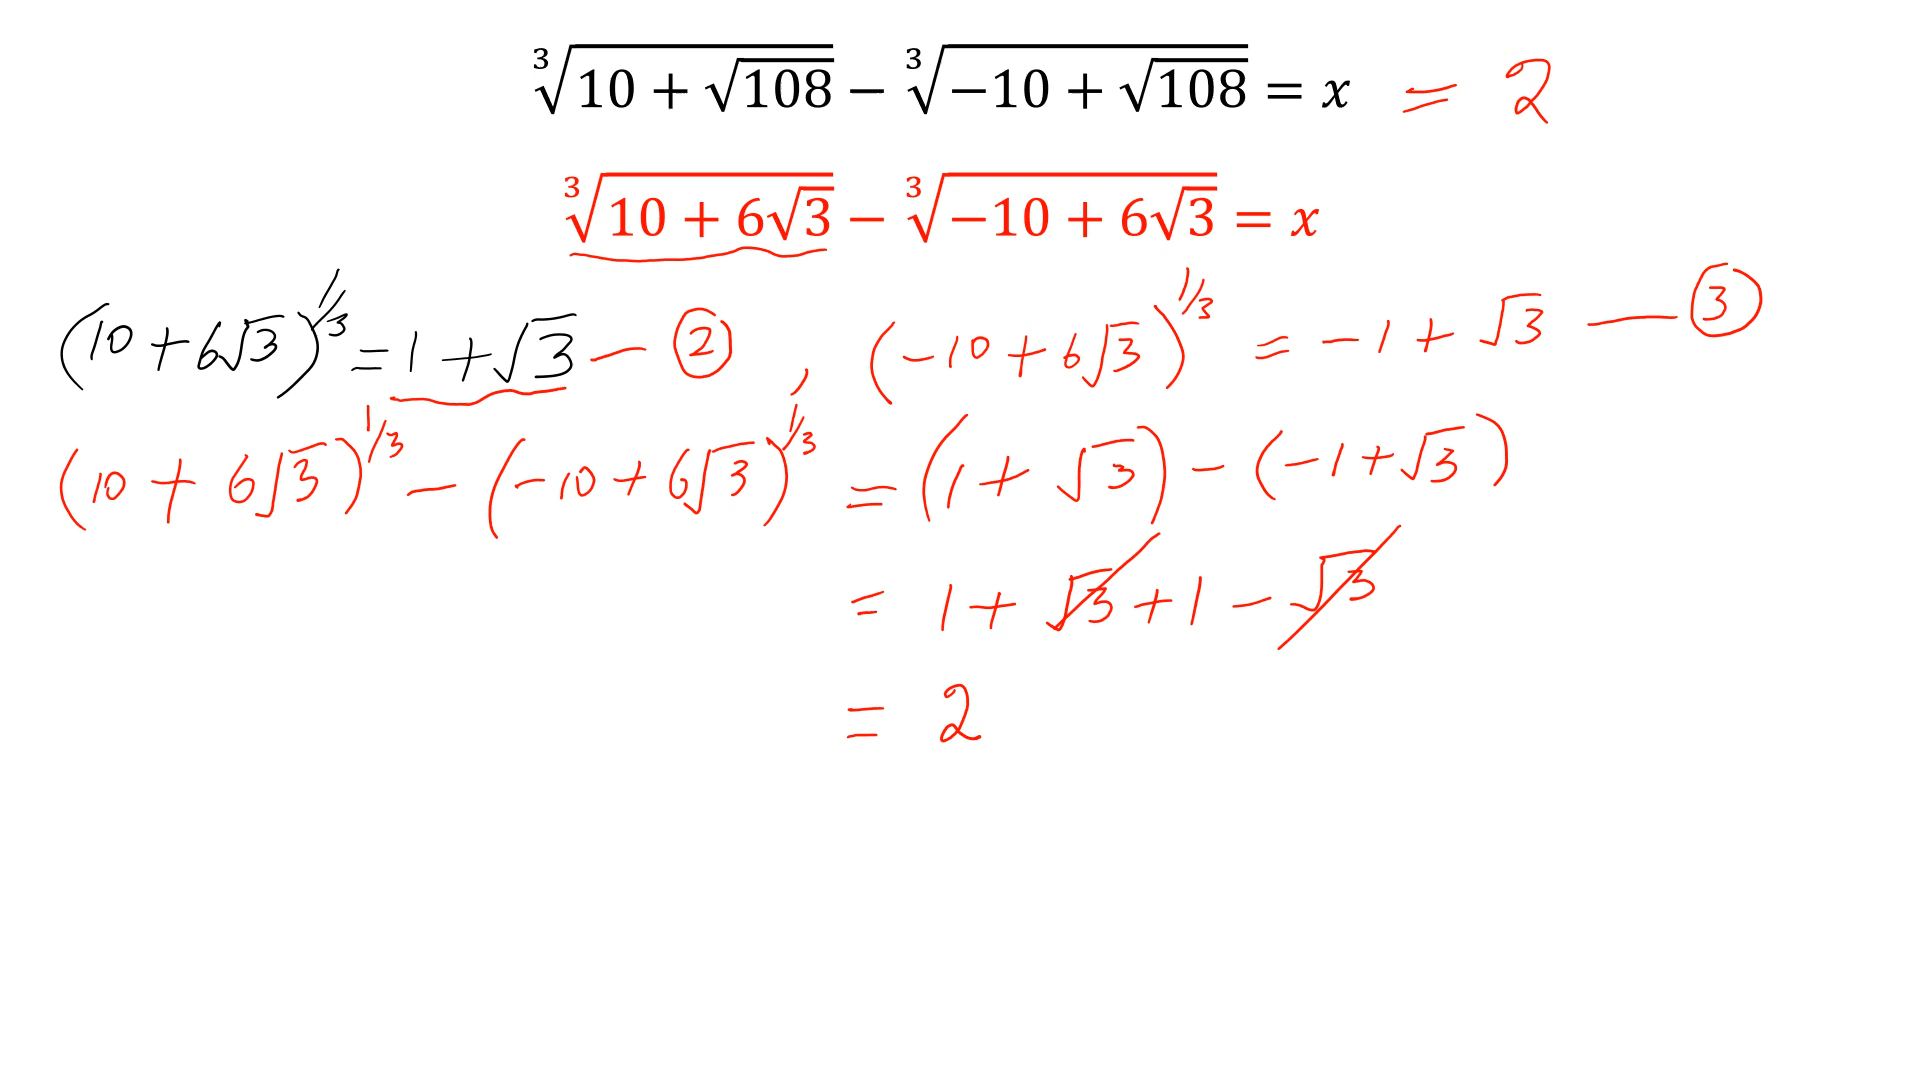 ∛(10 + √108) − ∛(−10 + √108) = x = 2
∛(10 + 6√3) − ∛(−10 + 6√3) = x
(10 + 6√3)^1/3 = 1 + √3 — ② , (−10 + 6√3)^1/3 = −1 + √3 — ③
(10 + 6√3)^1/3 − (−10 + 6√3)^1/3 = (1 + √3) − (−1 + √3)
= 1 + √3 + 1 − √3
= 2